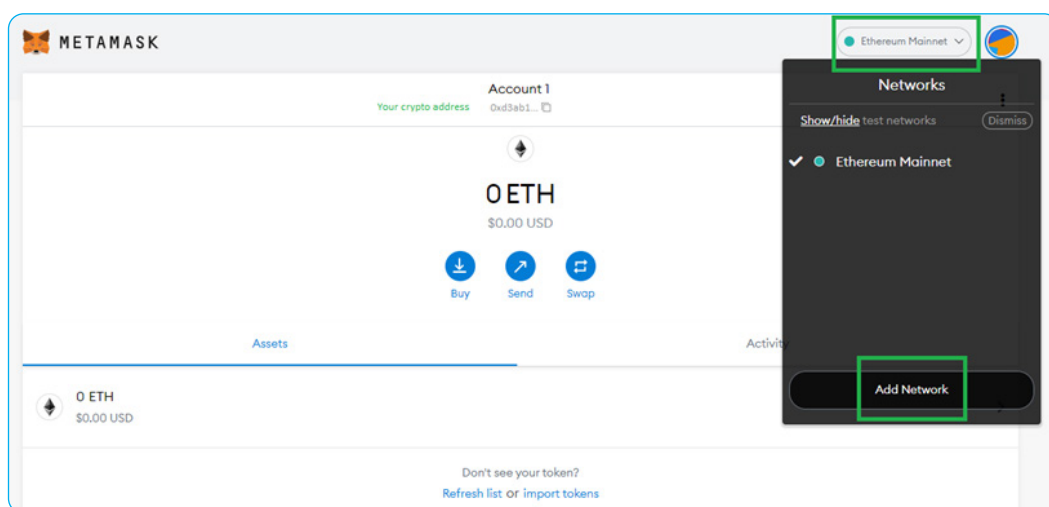 METAMASK
Ethereum Mainnet
Account 1
Your crypto address 0xd3ab1...
0 ETH
$0.00 USD
Buy Send Swap
Assets Activity
0 ETH
$0.00 USD
Don't see your token?
Refresh list or import tokens
Networks
Show/hide test networks Dismiss
Ethereum Mainnet
Add Network